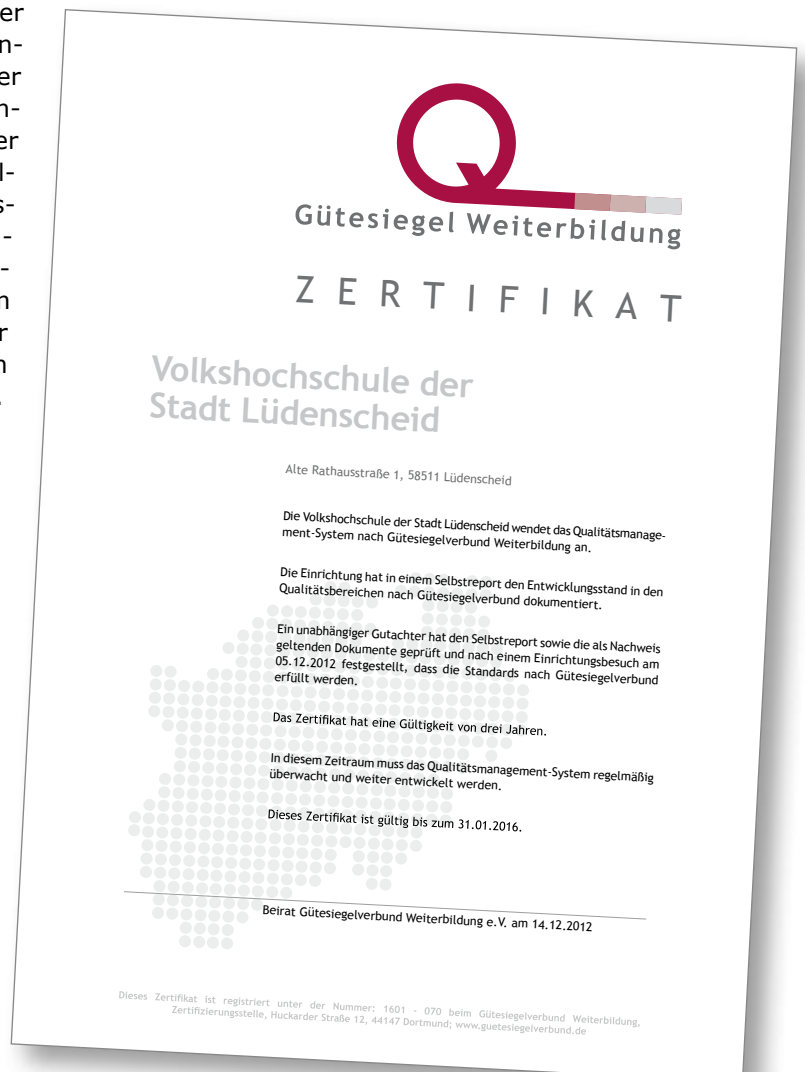 er
n-
er
n-
er
l-
s-
-
-
n
r
n
.
Gütesiegel Weiterbildung
ZERTIFIKAT
Volkshochschule der
Stadt Lüdenscheid
Alte Rathausstraße 1, 58511 Lüdenscheid
Die Volkshochschule der Stadt Lüdenscheid wendet das Qualitätsmanage-
ment-System nach Gütesiegelverbund Weiterbildung an.
Die Einrichtung hat in einem Selbstreport den Entwicklungsstand in den
Qualitätsbereichen nach Gütesiegelverbund dokumentiert.
Ein unabhängiger Gutachter hat den Selbstreport sowie die als Nachweis
geltenden Dokumente geprüft und nach einem Einrichtungsbesuch am
05.12.2012 festgestellt, dass die Standards nach Gütesiegelverbund
erfüllt werden.
Das Zertifikat hat eine Gültigkeit von drei Jahren.
In diesem Zeitraum muss das Qualitätsmanagement-System regelmäßig
überwacht und weiter entwickelt werden.
Dieses Zertifikat ist gültig bis zum 31.01.2016.
Beirat Gütesiegelverbund Weiterbildung e.V. am 14.12.2012
Dieses Zertifikat ist registriert unter der Nummer: 1601 - 070 beim Gütesiegelverbund Weiterbildung,
Zertifizierungsstelle, Huckarder Straße 12, 44147 Dortmund; www.guetesiegelverbund.de